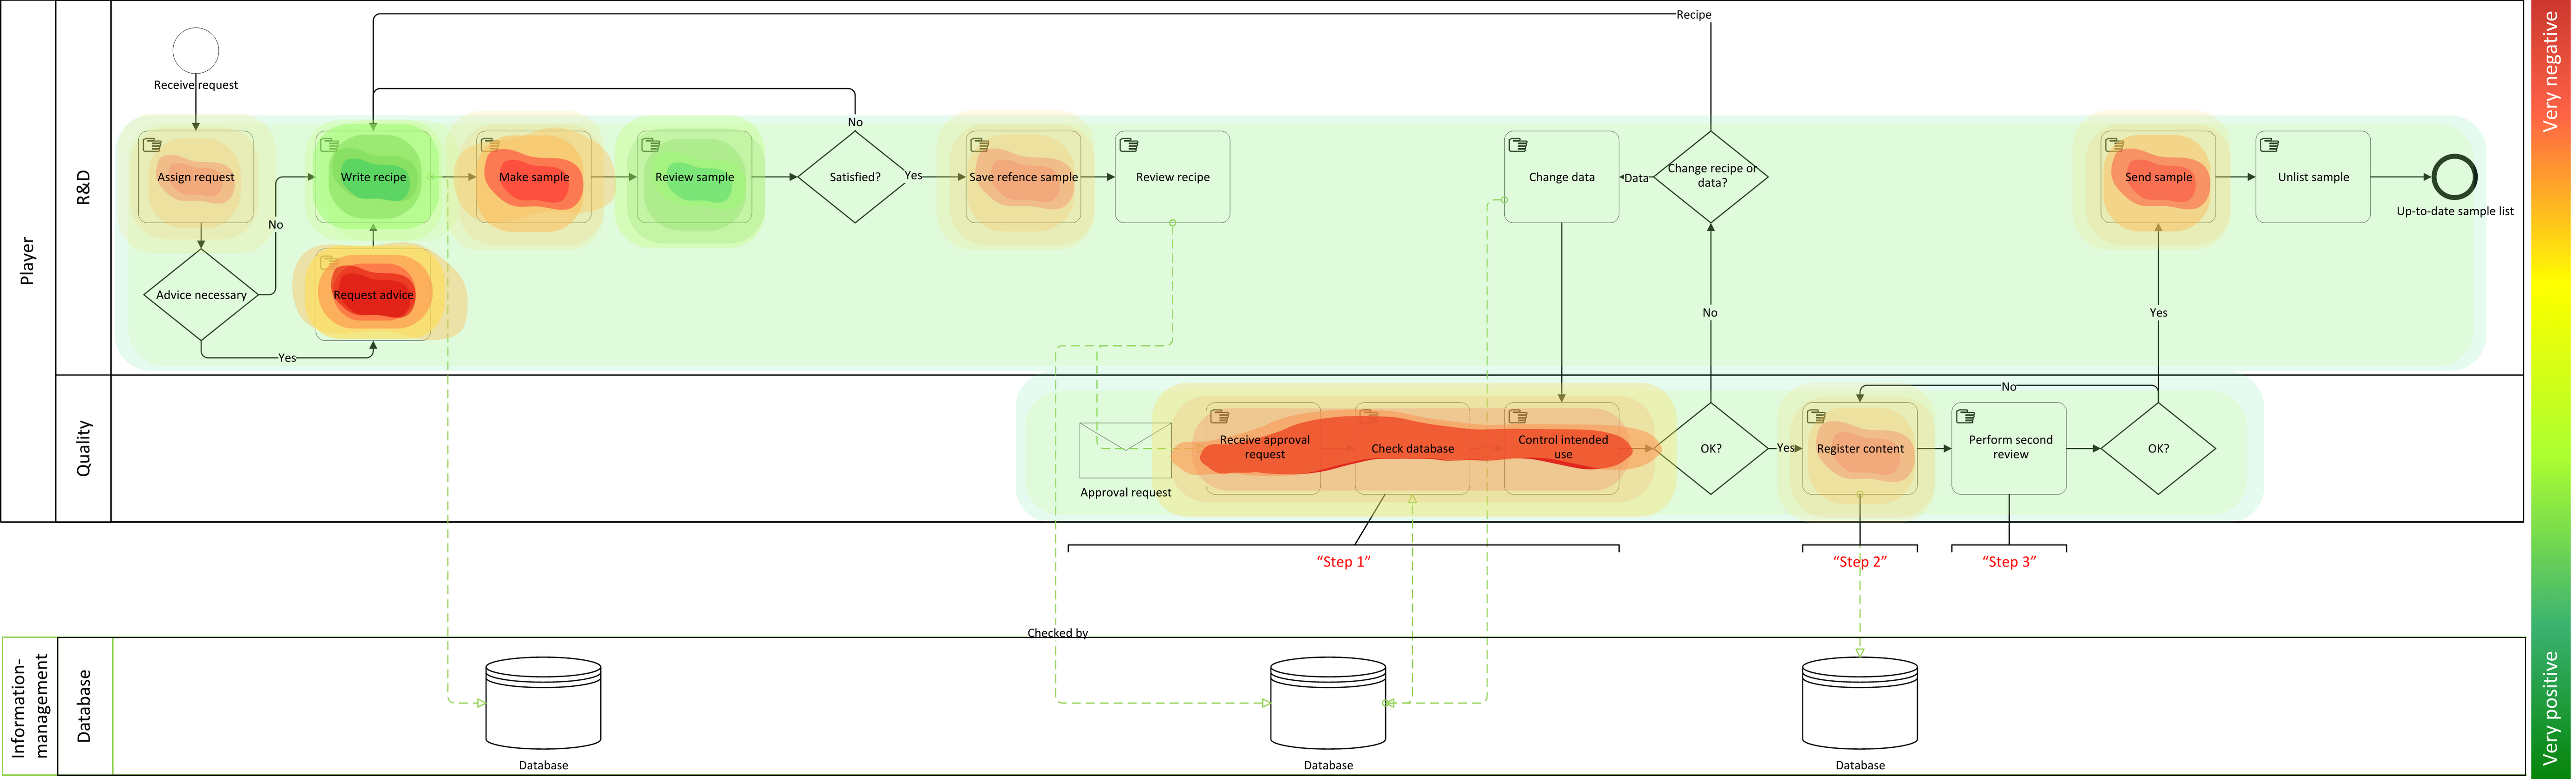 Recipe
Very negative
Receive request
No
Assign request
Write recipe
Make sample
Review sample
Satisfied?
Yes
Save refence sample
Review recipe
Change data
Data
Change recipe or
data?
Send sample
Unlist sample
Up-to-date sample list
R&D
Player
No
Advice necessary
Request advice
Yes
No
Yes
No
Quality
Approval request
Receive approval
request
Check database
Control intended
use
OK?
Yes
Register content
Perform second
review
OK?
“Step 1”
“Step 2”
“Step 3”
Checked by
Information-
management
Database
Database
Database
Database
Very positive